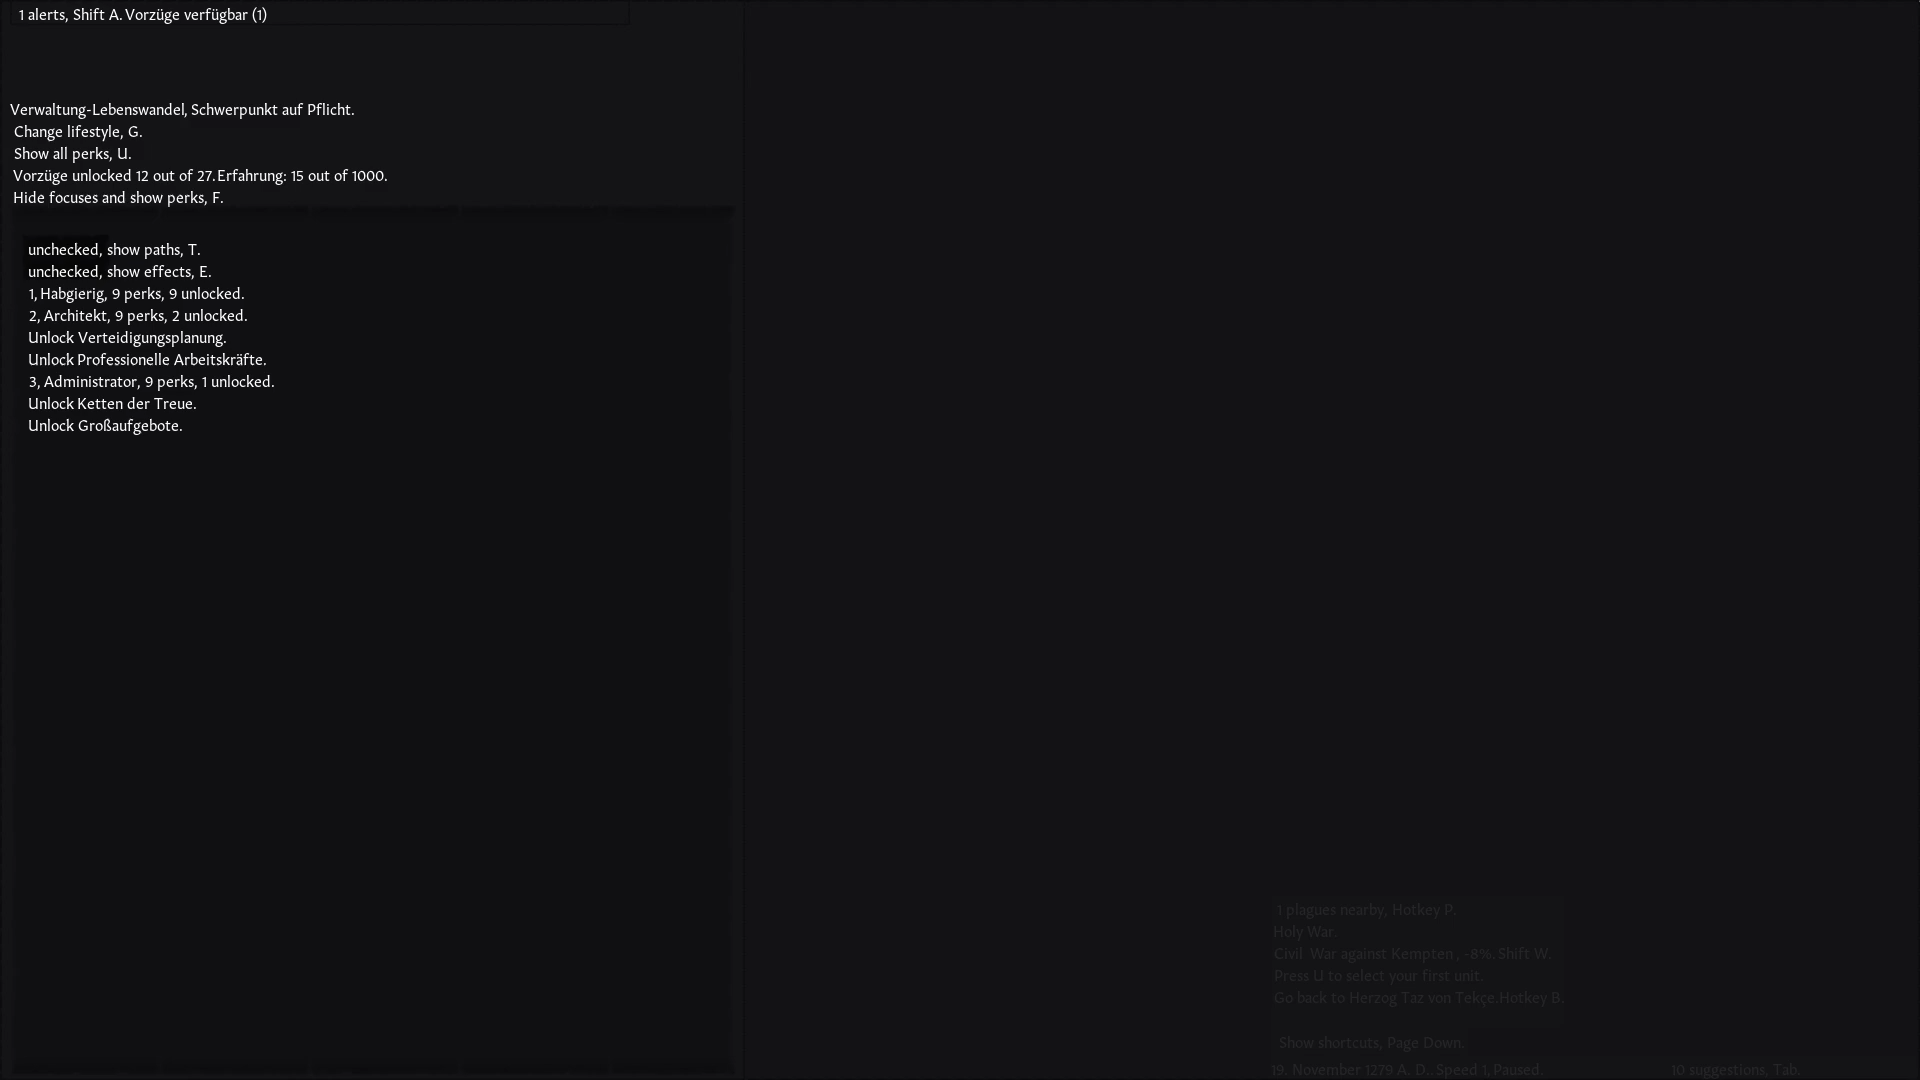 1 alerts, Shift A. Vorzüge verfügbar (1)
Verwaltung-Lebenswandel, Schwerpunkt auf Pflicht.
Change lifestyle, G.
Show all perks, U.
Vorzüge unlocked 12 out of 27. Erfahrung: 15 out of 1000.
Hide focuses and show perks, F.
unchecked, show paths, T.
unchecked, show effects, E.
1, Habgierig, 9 perks, 9 unlocked.
2, Architekt, 9 perks, 2 unlocked.
Unlock Verteidigungsplanung.
Unlock Professionelle Arbeitskräfte.
3, Administrator, 9 perks, 1 unlocked.
Unlock Ketten der Treue.
Unlock Großaufgebote.
1 plagues nearby, Hotkey P.
Holy War.
Civil War against Kempten , -8%. Shift W.
Press U to select your first unit.
Go back to Herzog Taz von Tekçe.Hotkey B.
Show shortcuts, Page Down.
19. November 1279 A. D., Speed 1, Paused.
10 suggestions, Tab.